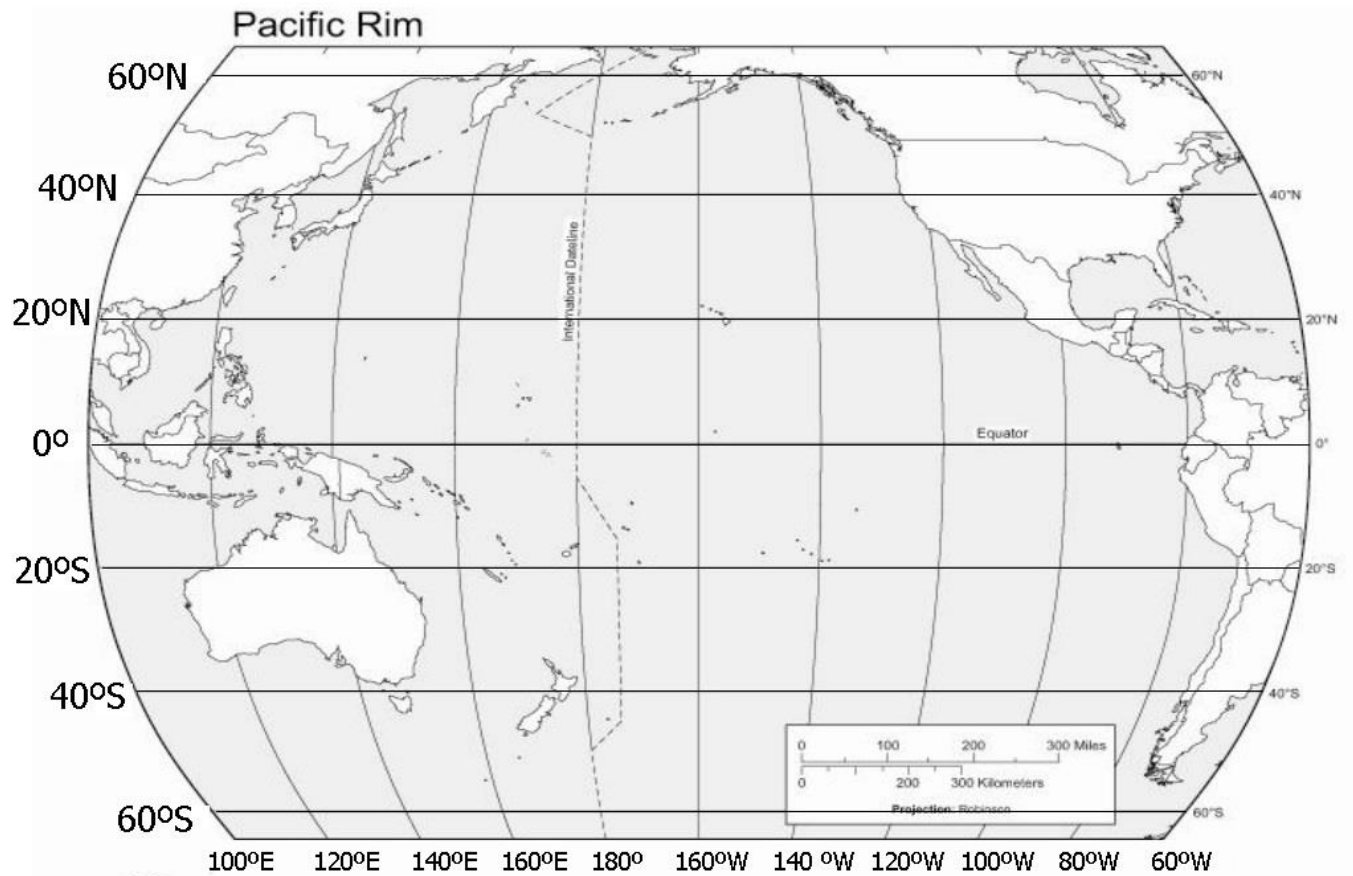 Pacific Rim
60ºN
60°N
40ºN
40°N
International Dateline
20ºN
20°N
0º
Equator
0°
20ºS
20°S
40ºS
40°S
0 100 200 300 Miles
0 200 300 Kilometers
Projection: Robinson
60ºS
60°S
100ºE 120ºE 140ºE 160ºE 180º 160ºW 140 ºW 120ºW 100ºW 80ºW 60ºW